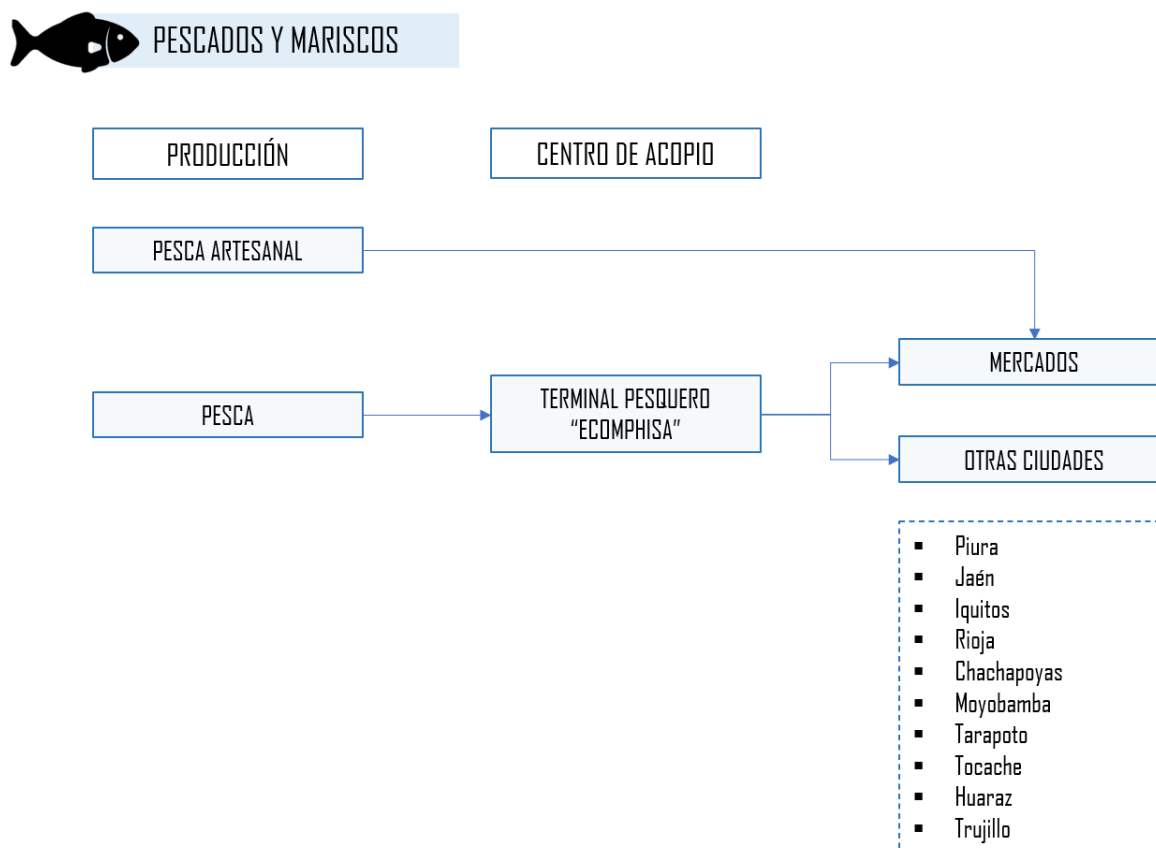 PESCADOS Y MARISCOS
PRODUCCIÓN
CENTRO DE ACOPIO
PESCA ARTESANAL
MERCADOS
PESCA
TERMINAL PESQUERO
“ECOMPHISA”
OTRAS CIUDADES
▪ Piura
▪ Jaén
▪ Iquitos
▪ Rioja
▪ Chachapoyas
▪ Moyobamba
▪ Tarapoto
▪ Tocache
▪ Huaraz
▪ Trujillo